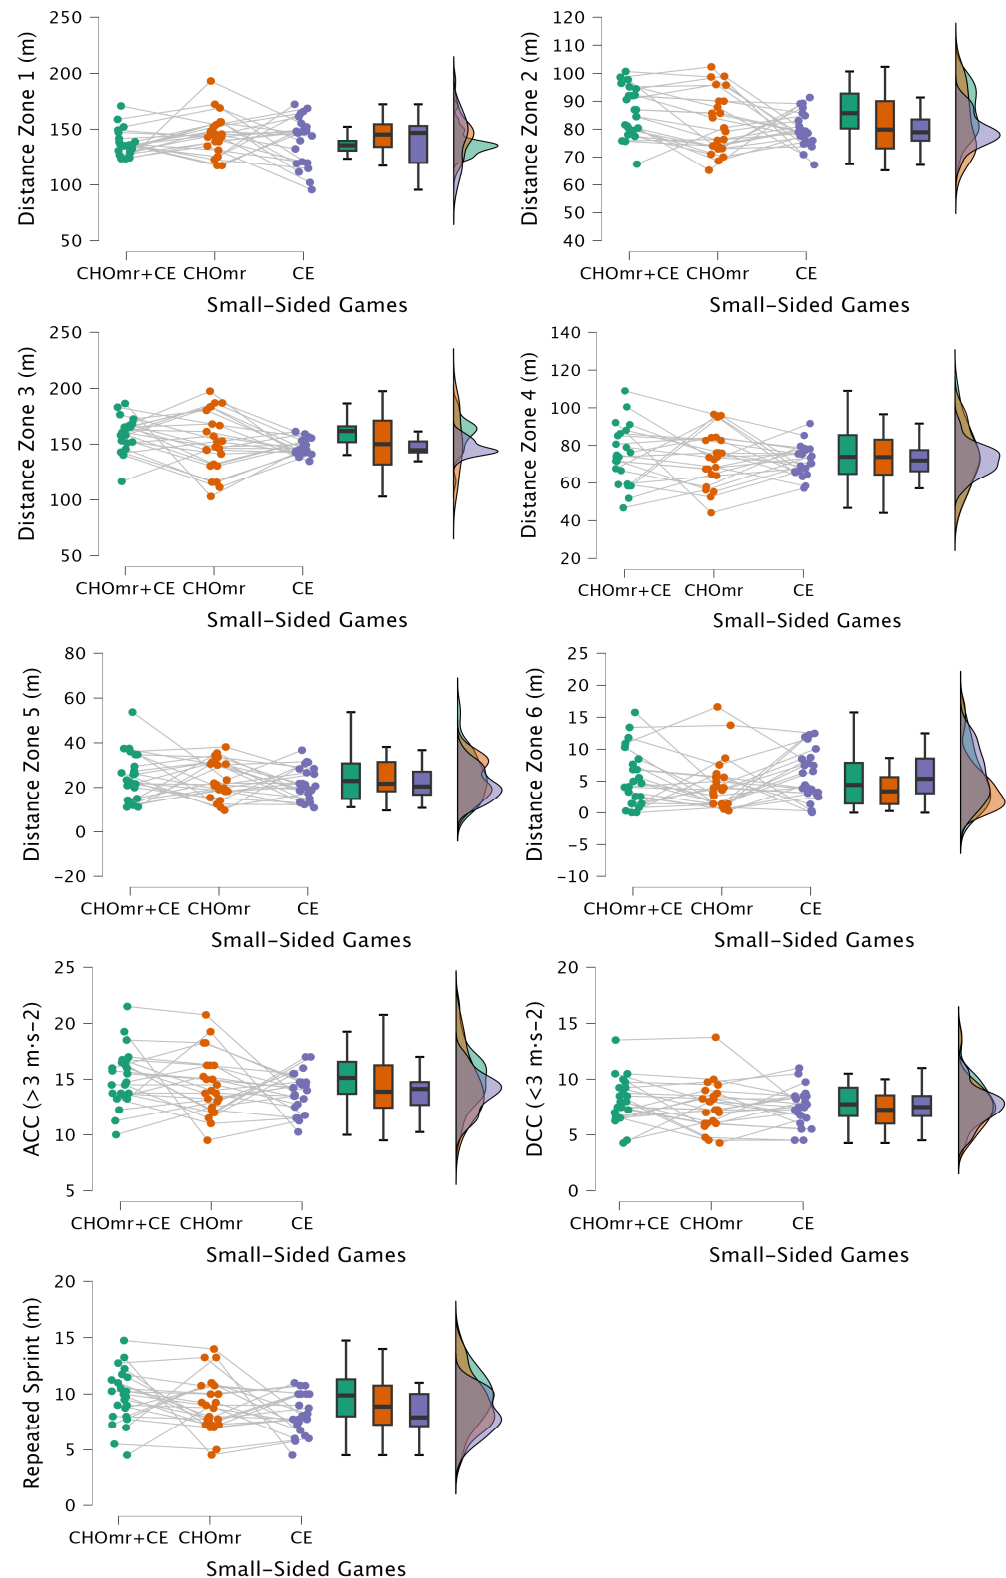 Distance Zone 1 (m)
250
200
150
100
50
CHOmr+CE CHOmr CE
Small-Sided Games
Distance Zone 2 (m)
120
110
100
90
80
70
60
50
40
CHOmr+CE CHOmr CE
Small-Sided Games
Distance Zone 3 (m)
250
200
150
100
50
CHOmr+CE CHOmr CE
Small-Sided Games
Distance Zone 4 (m)
140
120
100
80
60
40
20
CHOmr+CE CHOmr CE
Small-Sided Games
Distance Zone 5 (m)
80
60
40
20
0
-20
CHOmr+CE CHOmr CE
Small-Sided Games
Distance Zone 6 (m)
25
20
15
10
5
0
-5
-10
CHOmr+CE CHOmr CE
Small-Sided Games
ACC (>3 m·s-2)
25
20
15
10
5
CHOmr+CE CHOmr CE
Small-Sided Games
DCC (<3 m·s-2)
20
15
10
5
0
CHOmr+CE CHOmr CE
Small-Sided Games
Repeated Sprint (m)
20
15
10
5
0
CHOmr+CE CHOmr CE
Small-Sided Games